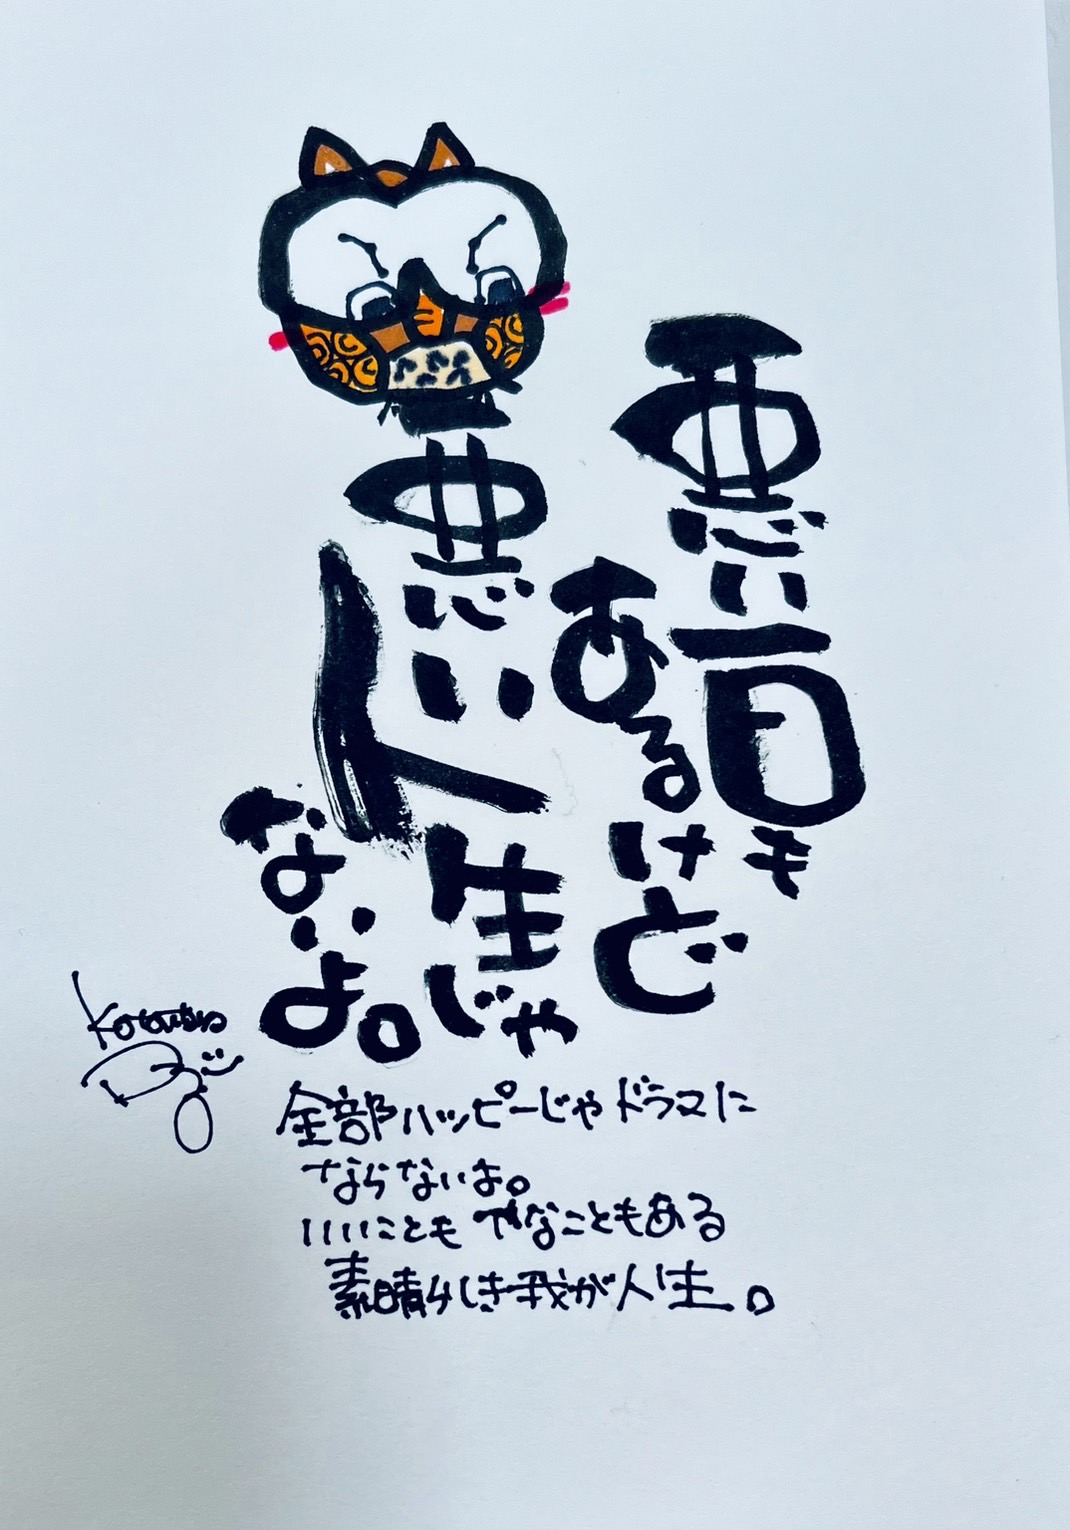 悪い一日も
あるけど
悪い人生じゃ
ないよ。
全部ハッピーじゃドラマに
ならないよ。
いいことも なこともある
素晴らしき我が人生。